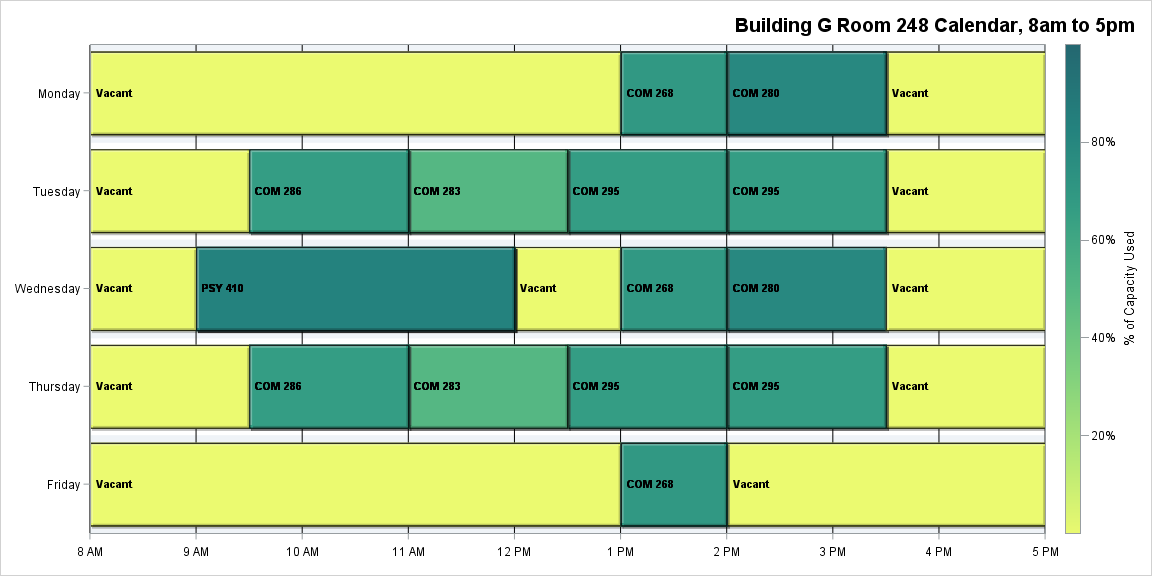 Building G Room 248 Calendar, 8am to 5pm
Monday
Vacant
COM 268
COM 280
Vacant
Tuesday
Vacant
COM 286
COM 283
COM 295
COM 295
Vacant
Wednesday
Vacant
PSY 410
Vacant
COM 268
COM 280
Vacant
Thursday
Vacant
COM 286
COM 283
COM 295
COM 295
Vacant
Friday
Vacant
COM 268
Vacant
8 AM
9 AM
10 AM
11 AM
12 PM
1 PM
2 PM
3 PM
4 PM
5 PM
80%
60%
40%
20%
% of Capacity Used